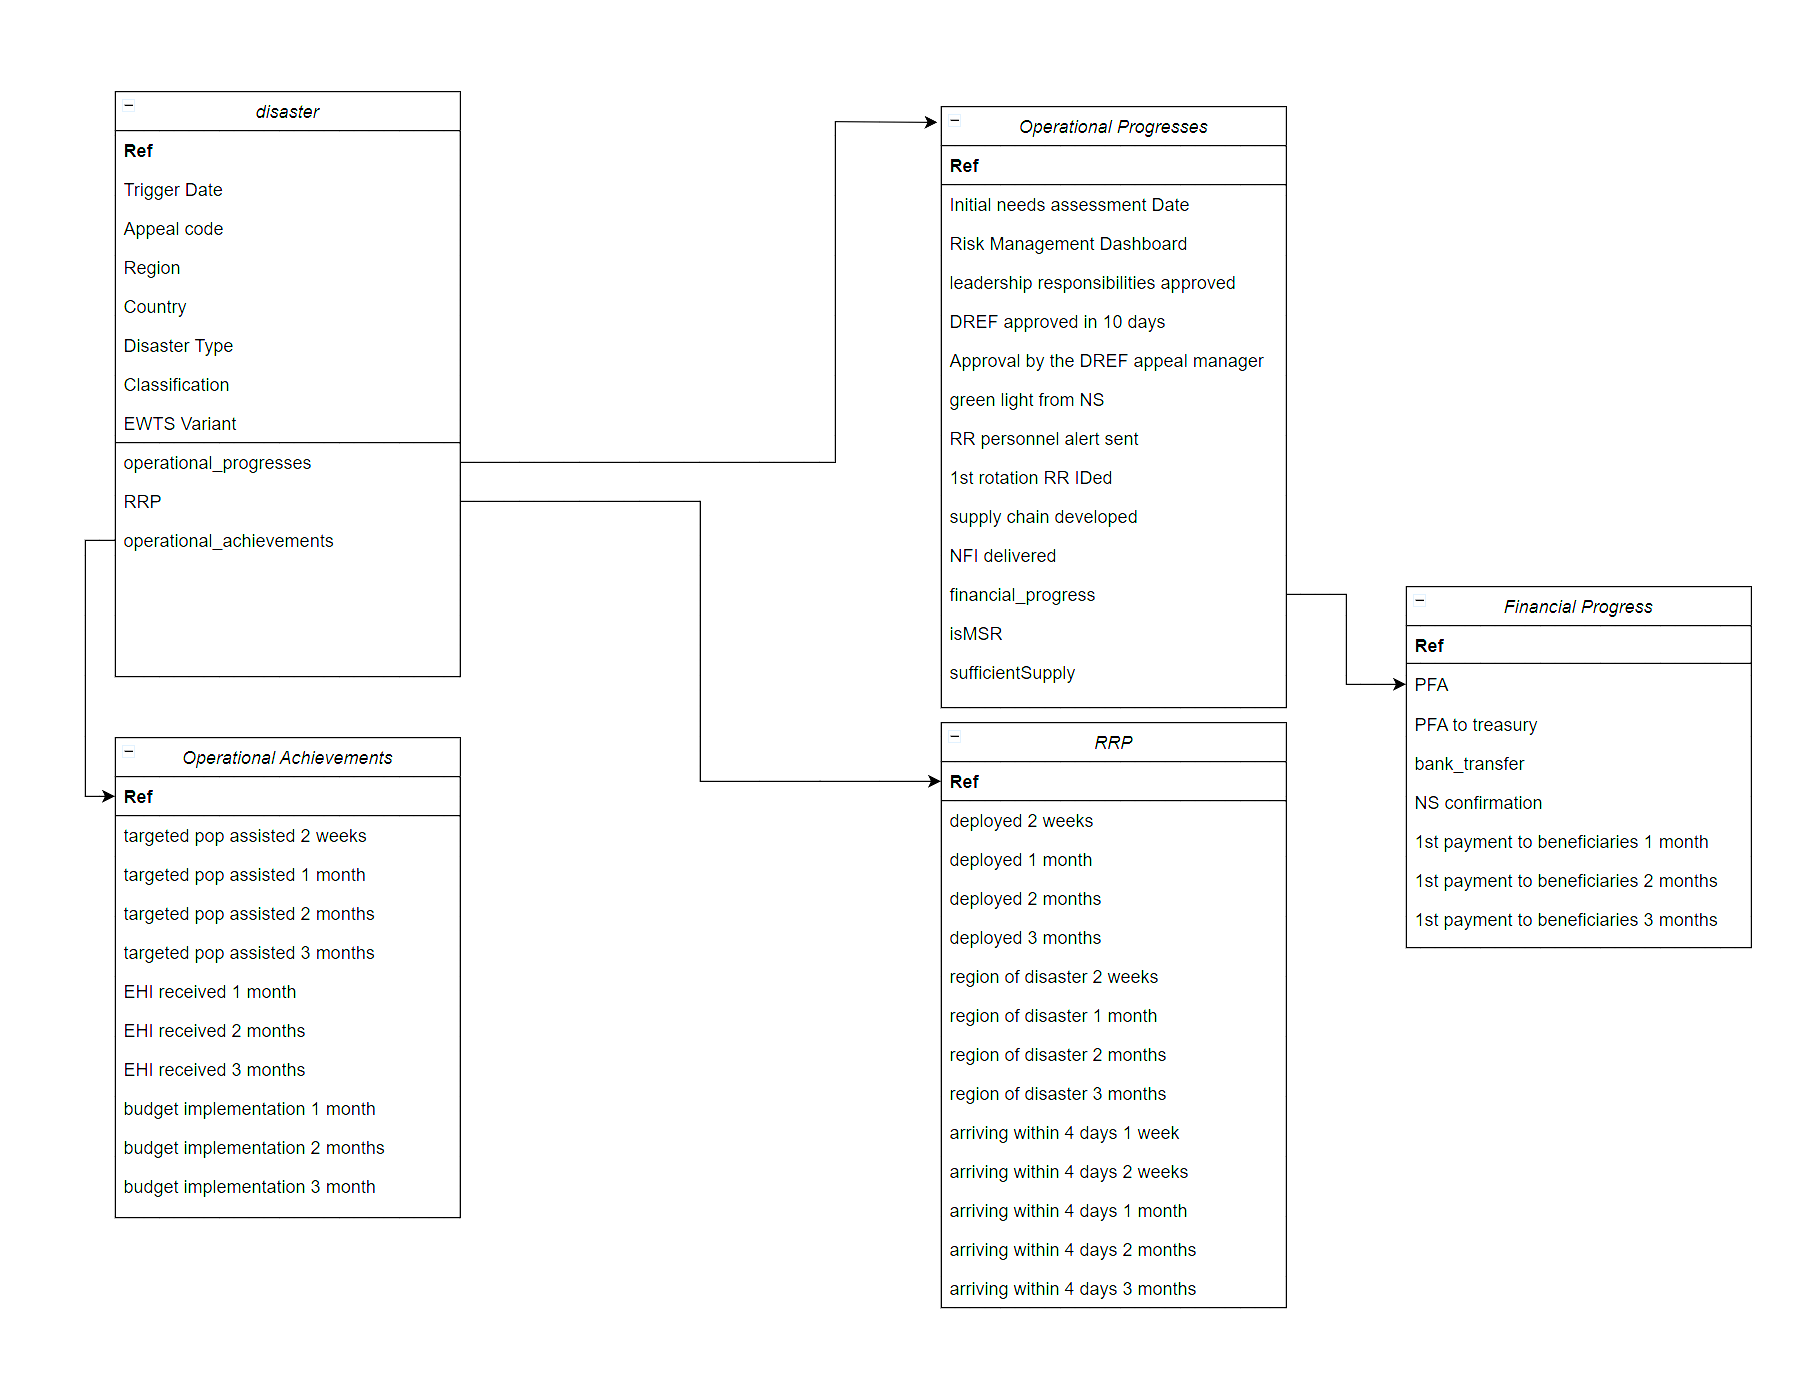 disaster
Ref
Trigger Date
Appeal code
Region
Country
Disaster Type
Classification
EWTS Variant
operational_progresses
RRP
operational_achievements
Operational Achievements
Ref
targeted pop assisted 2 weeks
targeted pop assisted 1 month
targeted pop assisted 2 months
targeted pop assisted 3 months
EHI received 1 month
EHI received 2 months
EHI received 3 months
budget implementation 1 month
budget implementation 2 months
budget implementation 3 month
Operational Progresses
Ref
Initial needs assessment Date
Risk Management Dashboard
leadership responsibilities approved
DREF approved in 10 days
Approval by the DREF appeal manager
green light from NS
RR personnel alert sent
1st rotation RR IDed
supply chain developed
NFI delivered
financial_progress
isMSR
sufficientSupply
RRP
Ref
deployed 2 weeks
deployed 1 month
deployed 2 months
deployed 3 months
region of disaster 2 weeks
region of disaster 1 month
region of disaster 2 months
region of disaster 3 months
arriving within 4 days 1 week
arriving within 4 days 2 weeks
arriving within 4 days 1 month
arriving within 4 days 2 months
arriving within 4 days 3 months
Financial Progress
Ref
PFA
PFA to treasury
bank_transfer
NS confirmation
1st payment to beneficiaries 1 month
1st payment to beneficiaries 2 months
1st payment to beneficiaries 3 months